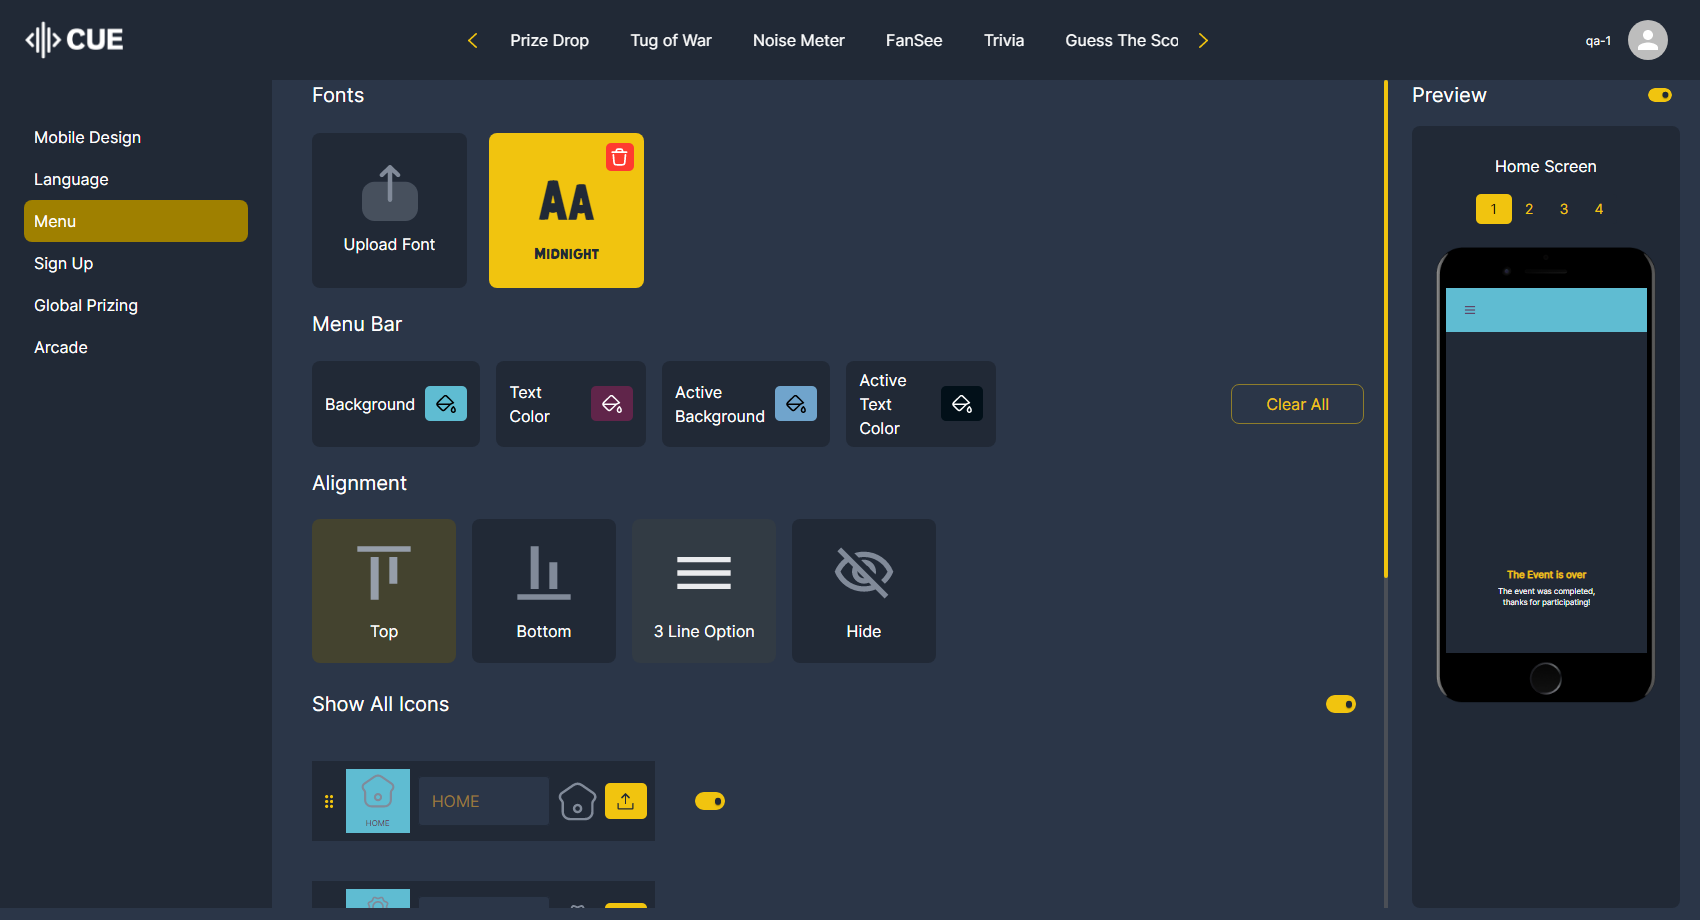 CUE
Prize Drop
Tug of War
Noise Meter
FanSee
Trivia
Guess The Sco
qa-1
Mobile Design
Language
Menu
Sign Up
Global Prizing
Arcade
Fonts
Upload Font
AA
MIDNIGHT
Menu Bar
Background
Text
Color
Active
Background
Active
Text
Color
Clear All
Alignment
Top
Bottom
3 Line Option
Hide
Show All Icons
HOME
HOME
Preview
Home Screen
1 2 3 4
The Event is over
The event was completed,
thanks for participating!